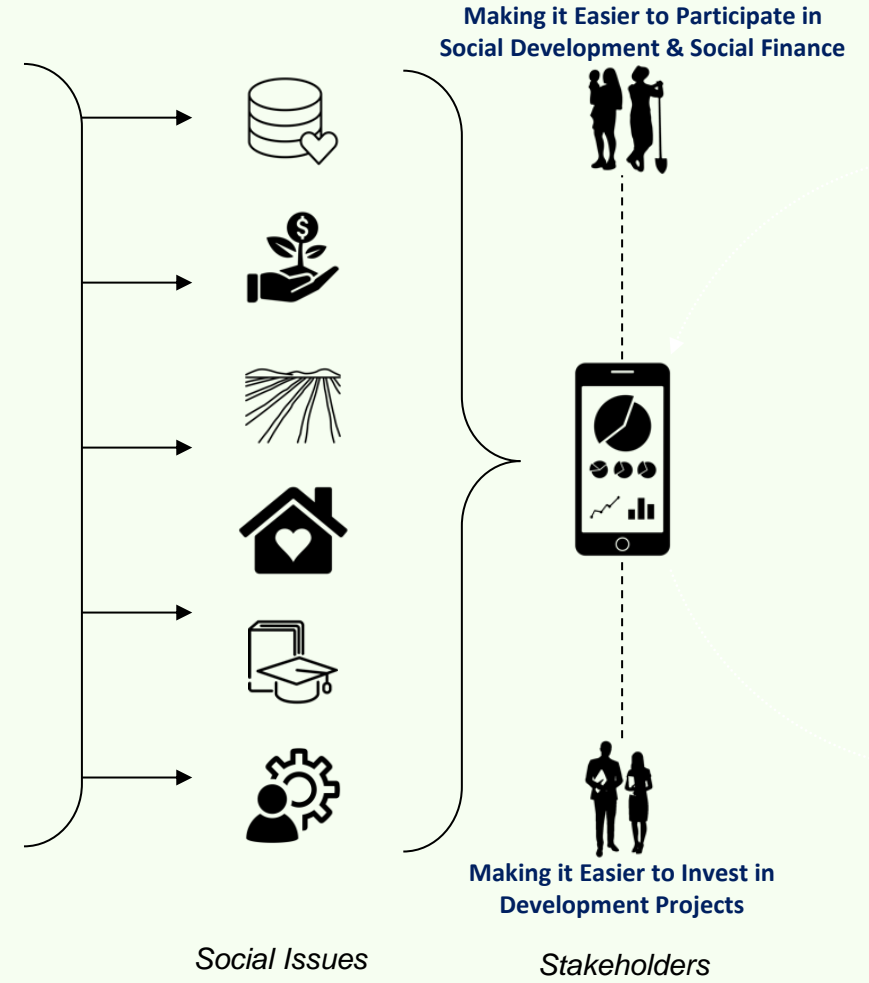 Making it Easier to Participate in
Social Development & Social Finance
$
Making it Easier to Invest in
Development Projects
Social Issues
Stakeholders